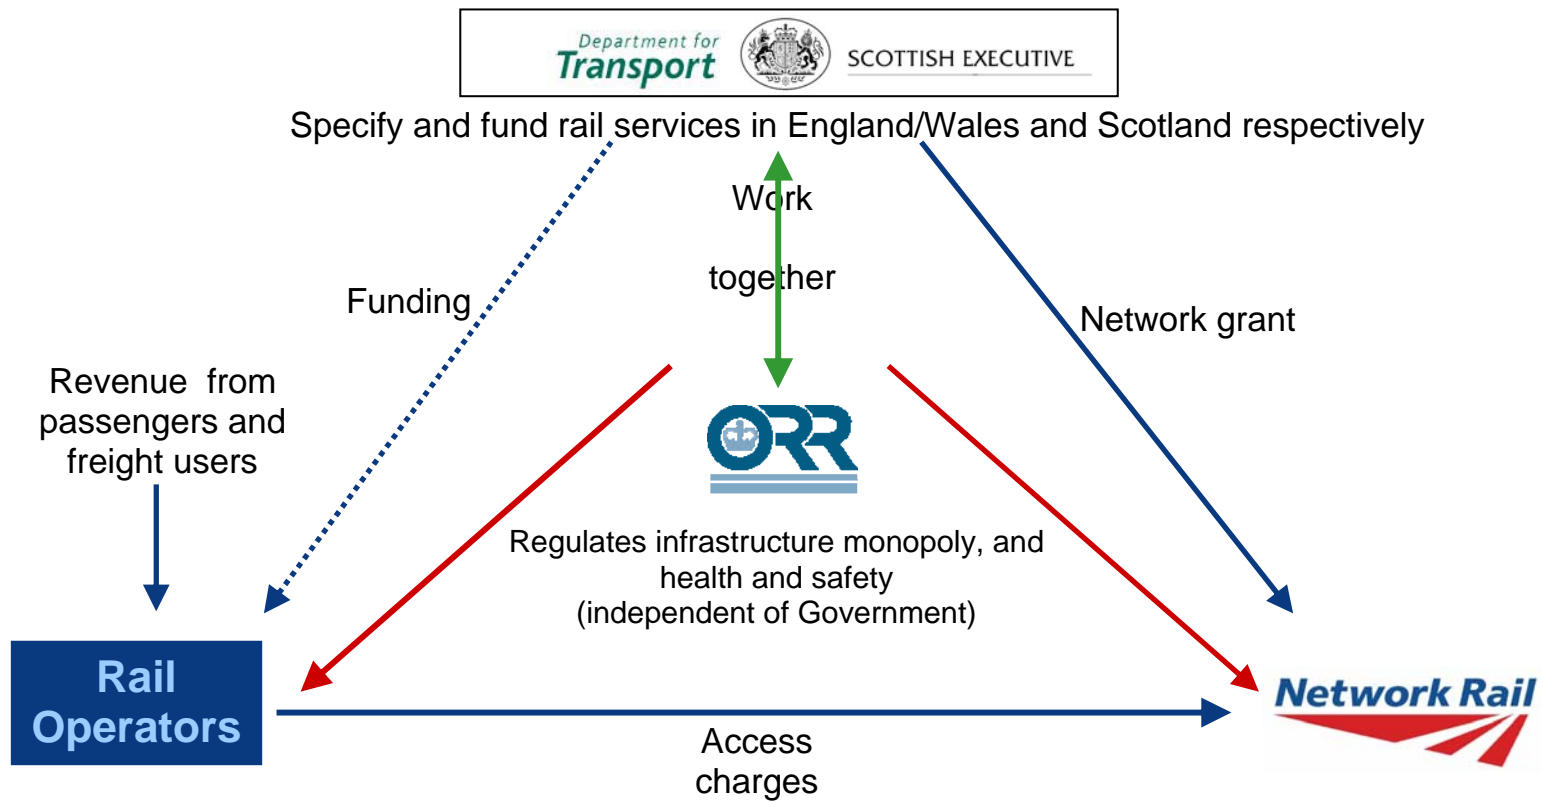 Department for
Transport
SCOTTISH EXECUTIVE
Specify and fund rail services in England/Wales and Scotland respectively
Work
together
Funding
Network grant
Revenue from
passengers and
freight users
ORR
Regulates infrastructure monopoly, and
health and safety
(independent of Government)
Rail
Operators
Network Rail
Access
charges